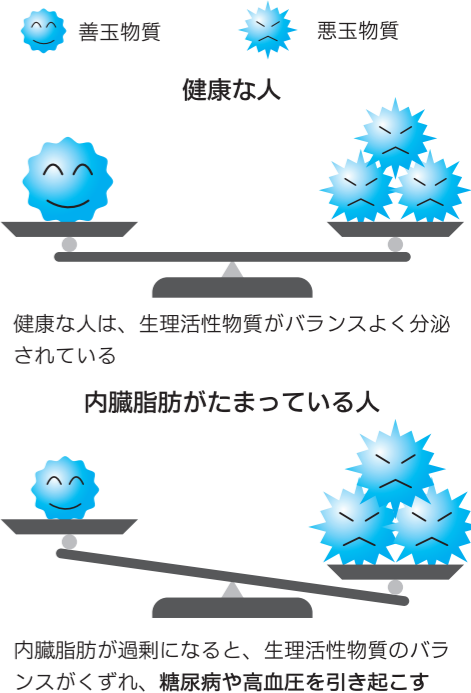 善玉物質
悪玉物質
健康な人
健康な人は、生理活性物質がバランスよく分泌
されている
内臓脂肪がたまっている人
内臓脂肪が過剰になると、生理活性物質のバラ
ンスがくずれ、糖尿病や高血圧を引き起こす